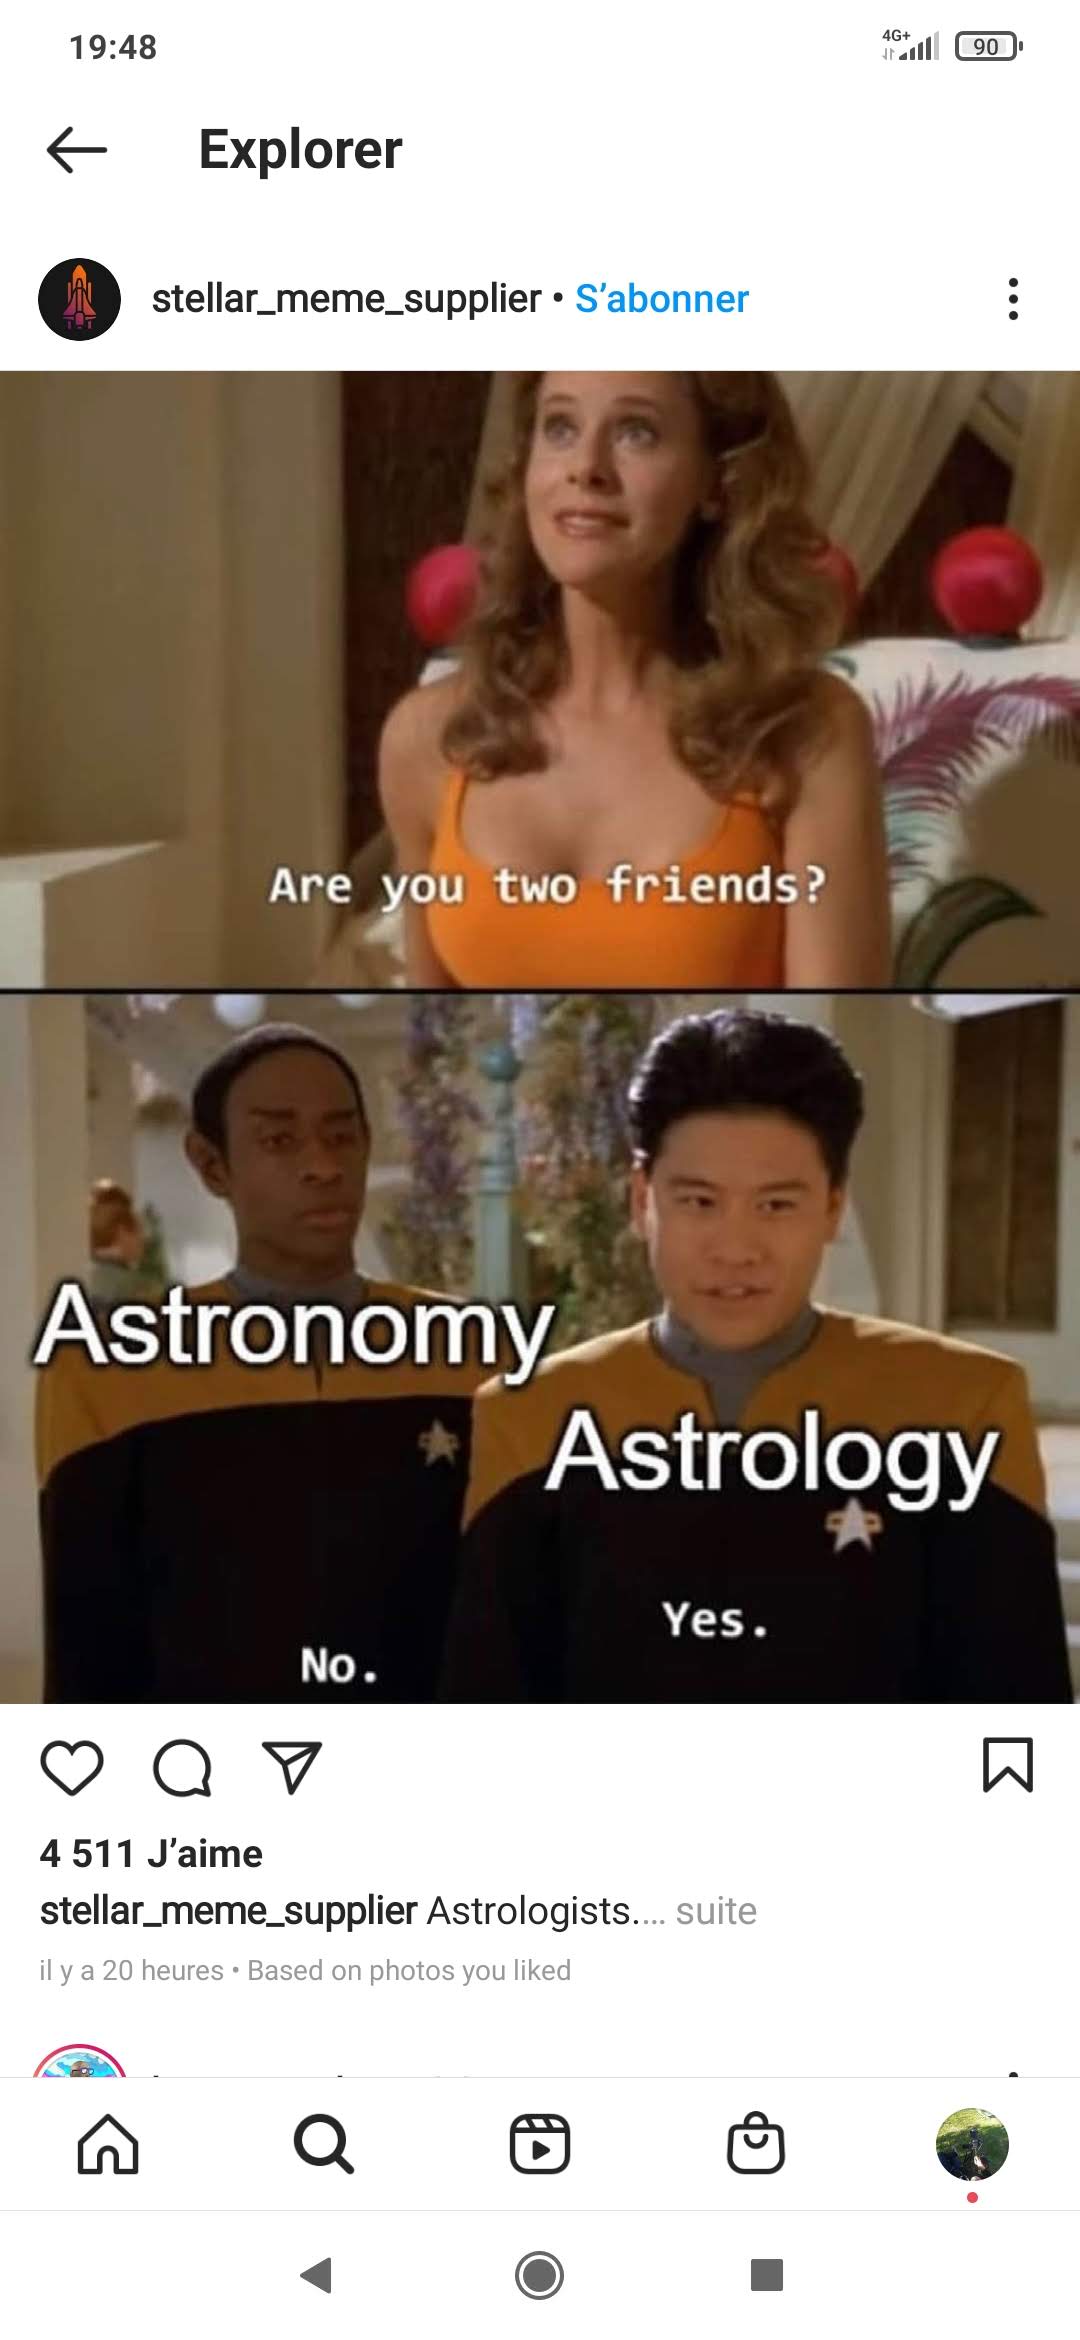 19:48
4G+
90
Explorer
stellar_meme_supplier • S’abonner
Are you two friends?
Astronomy
Astrology
Yes.
No.
4 511 J’aime
stellar_meme_supplier Astrologists.... suite
il y a 20 heures • Based on photos you liked